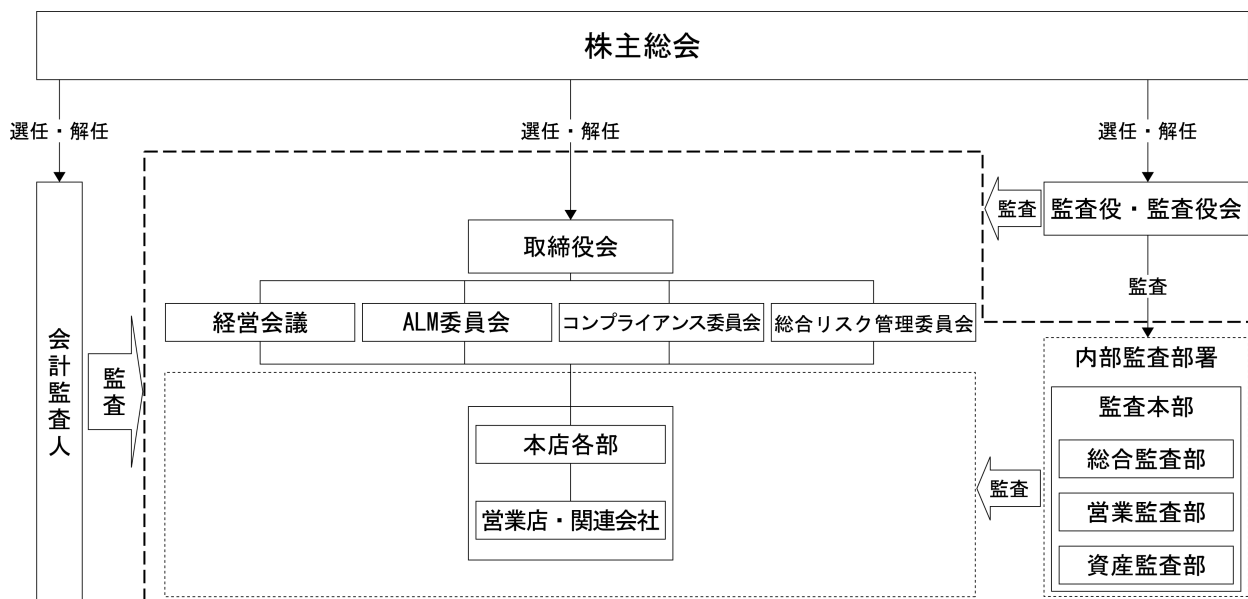 株主総会
選任・解任
選任・解任
選任・解任
監査役・監査役会
監査
取締役会
監査
経営会議
ALM委員会
コンプライアンス委員会
総合リスク管理委員会
会計監査人
監査
内部監査部署
監査本部
本店各部
総合監査部
監査
営業店・関連会社
営業監査部
資産監査部